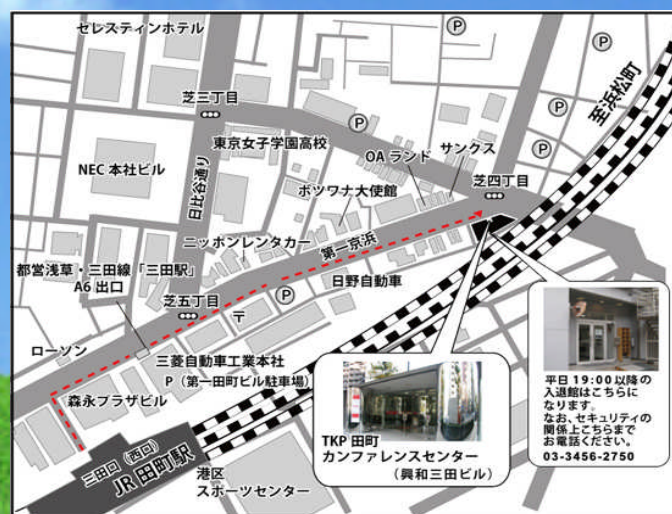 セレスティンホテル
芝三丁目
東京女子学園高校
NEC 本社ビル
日比谷通り
OA ランド
サンクス
至浜松町
芝四丁目
ボツワナ大使館
ニッポンレンタカー
第一京浜
都営浅草・三田線「三田駅」
A6 出口
芝五丁目
日野自動車
〒
P
P
P
P
P
P
ローソン
三菱自動車工業本社
P（第一田町ビル駐車場）
森永プラザビル
三田口（西口）
JR 田町駅
港区
スポーツセンター
TKP 田町
カンファレンスセンター
（興和三田ビル）
平日 19:00 以降の
入退館はこちらに
なります。
なお、セキュリティの
関係上こちらまで
お電話ください。
03-3456-2750